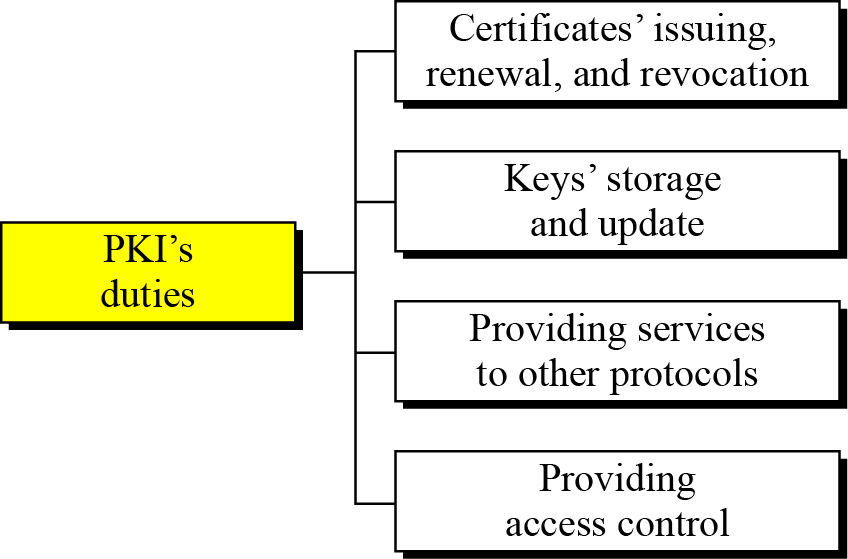 Certificates’ issuing,
renewal, and revocation
Keys’ storage
and update
PKI’s
duties
Providing services
to other protocols
Providing
access control